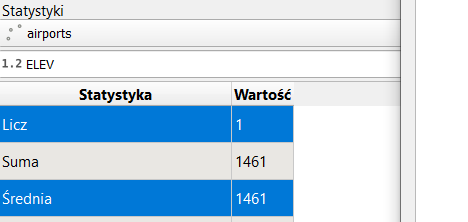 Statystyki
airports
1.2 ELEV
Statystyka Wartość
Licz 1
Suma 1461
Średnia 1461